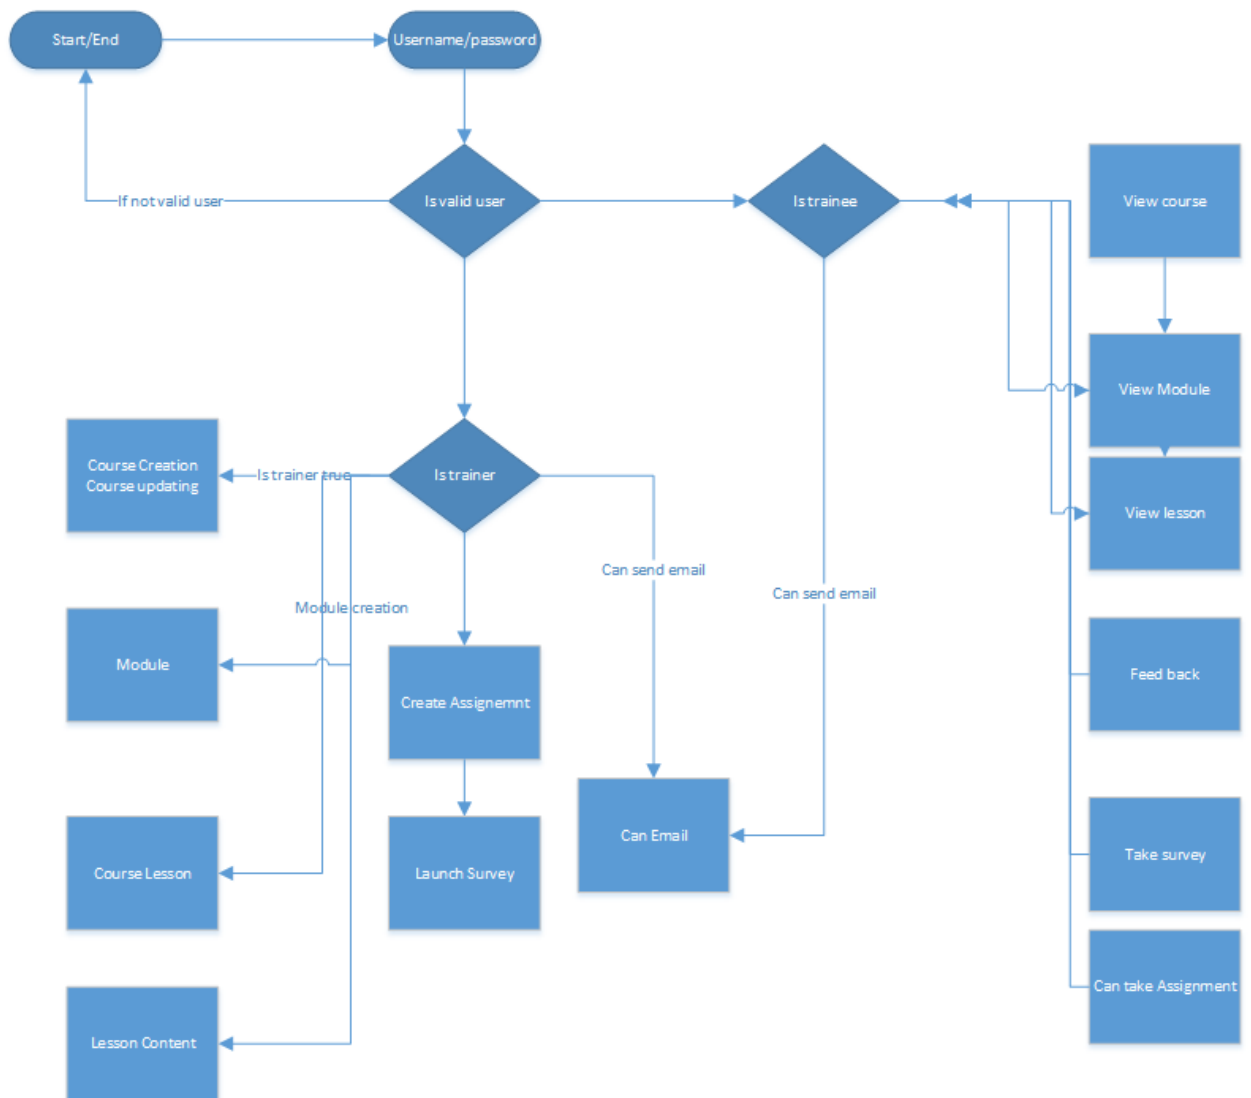 Start/End
Username/password
If not valid user
Is valid user
Is trainee
View course
View Module
Course Creation
Course updating
Is trainer true
Is trainer
View lesson
Can send email
Can send email
Module creation
Module
Create Assignemnt
Feed back
Can Email
Take survey
Course Lesson
Launch Survey
Can take Assignment
Lesson Content